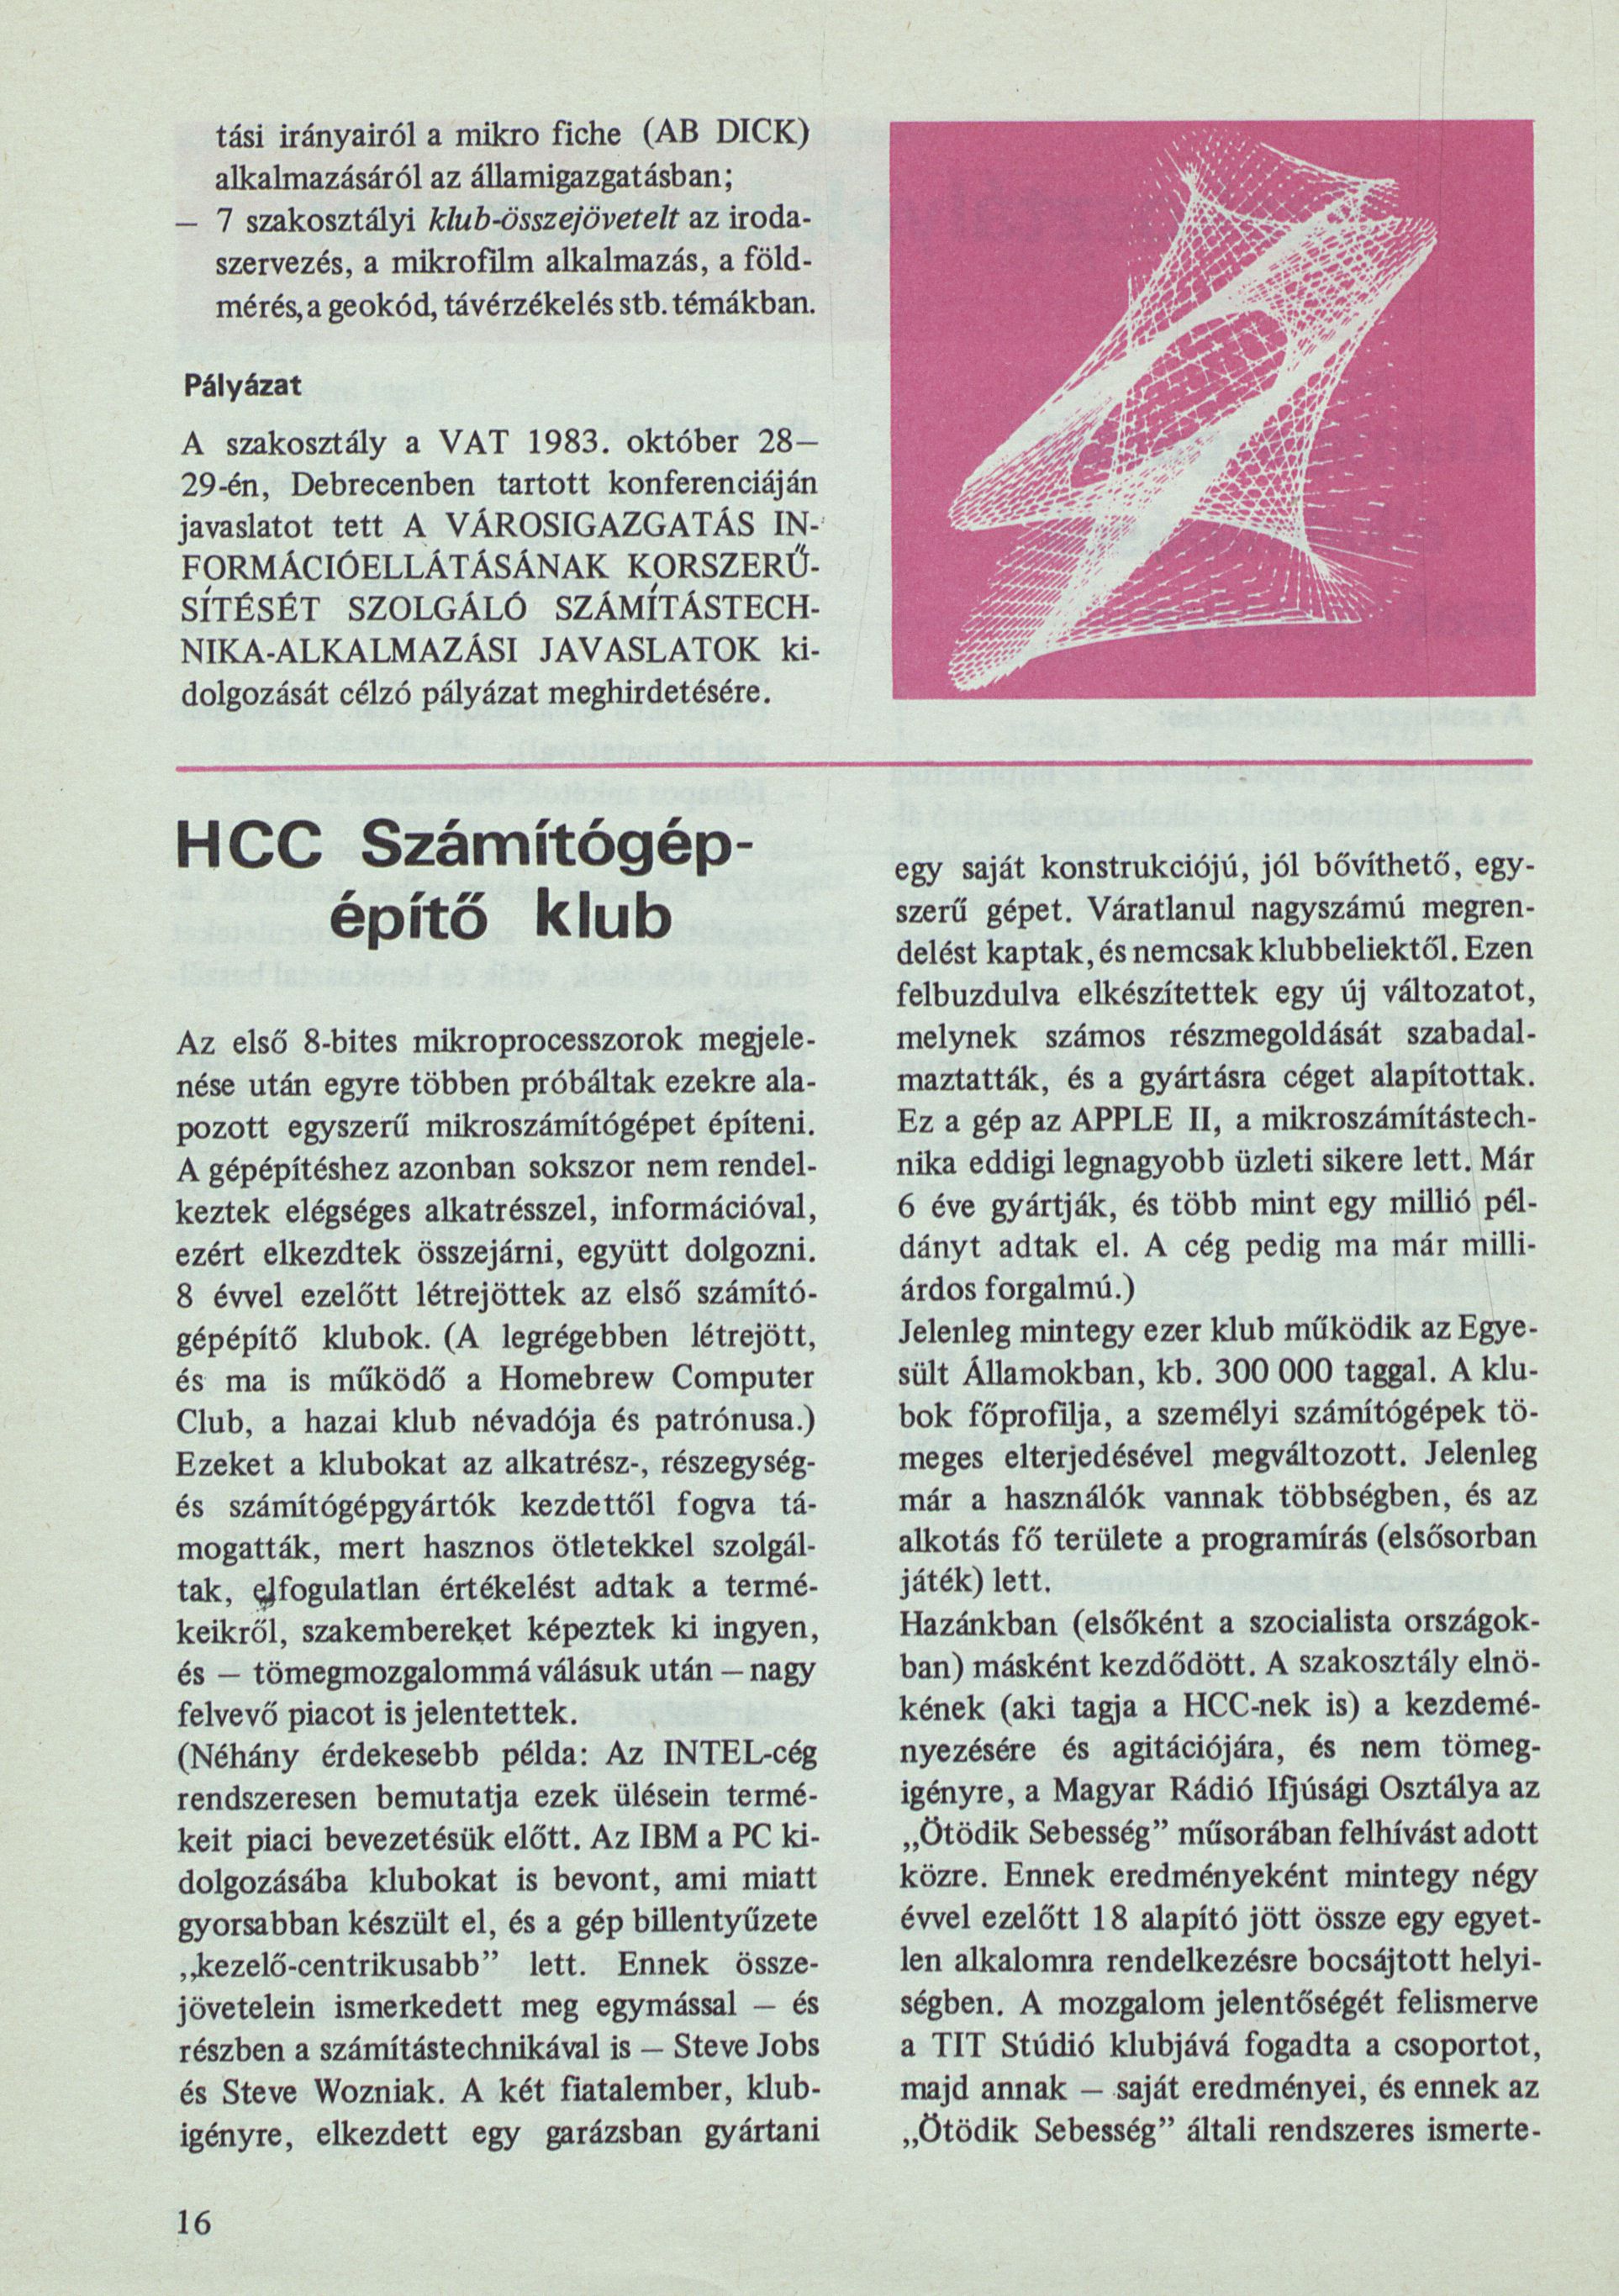 tási irányairól a mikro fiche (AB DICK)
alkalmazásáról az államigazgatásban;
— 7 szakosztályi klub-összejövetelt az iroda-
szervezés, a mikrofilm alkalmazás, a föld-
mérés, a geokód, távérzékelés stb. témákban.
Pályázat
A szakosztály a VAT 1983. október 28—
29-én, Debrecenben tartott konferenciáján
javaslatot tett A VÁROSIGAZGATÁS IN-
FORMÁCIÓELLÁTÁSÁNAK KORSZERŰ-
SÍTÉSÉT SZOLGÁLÓ SZÁMÍTÁSTECH-
NIKA-ALKALMAZÁSI JAVASLATOK ki-
dolgozását célzó pályázat meghirdetésére.
HCC Számítógép-
építő klub
Az első 8-bites mikroprocesszorok megjele-
nése után egyre többen próbáltak ezekre ala-
pozott egyszerű mikroszámítógépet építeni.
A gépépítéshez azonban sokszor nem rendel-
keztek elégséges alkatrésszel, információval,
ezért elkezdtek összejárni, együtt dolgozni.
8 évvel ezelőtt létrejöttek az első számító-
gépépítő klubok. (A legrégebben létrejött,
és ma is működő a Homebrew Computer
Club, a hazai klub névadója és patrónusa.)
Ezeket a klubokat az alkatrész-, részegység-
és számítógépgyártók kezdettől fogva tá-
mogatták, mert hasznos ötletekkel szolgál-
tak, elfogulatlan értékelést adtak a termé-
keikről, szakembereket képeztek ki ingyen,
és — tömegmozgalommá válásuk után — nagy
felvevő piacot is jelentettek.
(Néhány érdekesebb példa: Az INTEL-cég
rendszeresen bemutatja ezek ülésein termé-
keit piaci bevezetésük előtt. Az IBM a PC ki-
dolgozásába klubokat is bevont, ami miatt
gyorsabban készült el, és a gép billentyűzete
„kezelő-centrikusabb” lett. Ennek össze-
jövetelein ismerkedett meg egymással — és
részben a számítástechnikával is — Steve Jobs
és Steve Wozniak. A két fiatalember, klub-
igényre, elkezdett egy garázsban gyártani
egy saját konstrukciójú, jól bővíthető, egy-
szerű gépet. Váratlanul nagyszámú megren-
delést kaptak, és nemcsak klubbeliektől. Ezen
felbuzdulva elkészítettek egy új változatot,
melynek számos részmegoldását szabadal-
maztatták, és a gyártásra céget alapítottak.
Ez a gép az APPLE II, a mikroszámítástech-
nika eddigi legnagyobb üzleti sikere lett. Már
6 éve gyártják, és több mint egy millió pél-
dányt adtak el. A cég pedig ma már milli-
árdos forgalmú.)
Jelenleg mintegy ezer klub működik az Egye-
sült Államokban, kb. 300 000 taggal. A klu-
bok főprofilja, a személyi számítógépek tö-
meges elterjedésével megváltozott. Jelenleg
már a használók vannak többségben, és az
alkotás fő területe a programírás (elsősorban
játék) lett.
Hazánkban (elsőként a szocialista országok-
ban) másként kezdődött. A szakosztály elnö-
kének (aki tagja a HCC-nek is) a kezdemé-
nyezésére és agitációjára, és nem tömeg-
igényre, a Magyar Rádió Ifjúsági Osztálya az
„Ötödik Sebesség” műsorában felhívást adott
közre. Ennek eredményeként mintegy négy
évvel ezelőtt 18 alapító jött össze egy egyet-
len alkalomra rendelkezésre bocsájtott helyi-
ségben. A mozgalom jelentőségét felismerve
a TIT Stúdió klubjává fogadta a csoportot,
majd annak — saját eredményei, és ennek az
„Ötödik Sebesség” általi rendszeres ismerte-
16